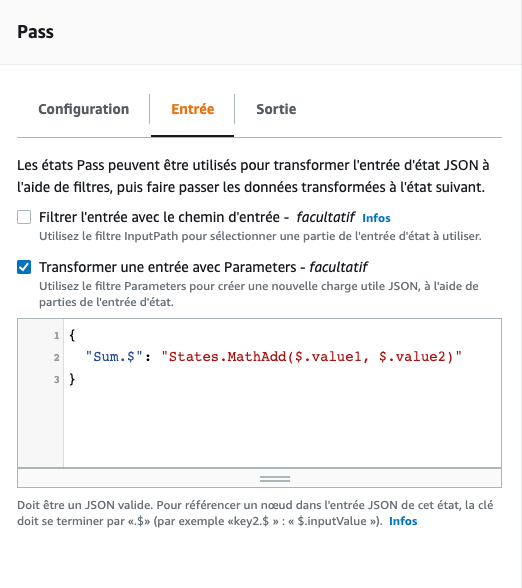 Pass
Configuration
Entrée
Sortie
Les états Pass peuvent être utilisés pour transformer l'entrée d'état JSON à
l'aide de filtres, puis faire passer les données transformées à l'état suivant.
Filtrer l'entrée avec le chemin d'entrée - facultatif Infos
Utilisez le filtre InputPath pour sélectionner une partie de l'entrée d'état à utiliser.
Transformer une entrée avec Parameters - facultatif
Utilisez le filtre Parameters pour créer une nouvelle charge utile JSON, à l'aide de
parties de l'entrée d'état.
1 {
2 "Sum.$": "States.MathAdd($.value1, $.value2)"
3 }
Doit être un JSON valide. Pour référencer un nœud dans l'entrée JSON de cet état, la clé
doit se terminer par «.$» (par exemple «key2.$ » : « $.inputValue »). Infos